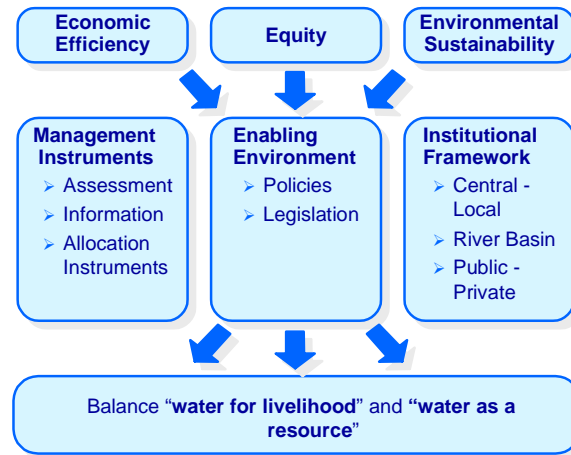 Economic
Efficiency
Equity
Environmental
Sustainability
Management
Instruments
Assessment
Information
Allocation
Instruments
Enabling
Environment
Policies
Legislation
Institutional
Framework
Central -
Local
River Basin
Public -
Private
Balance “water for livelihood” and “water as a
resource”